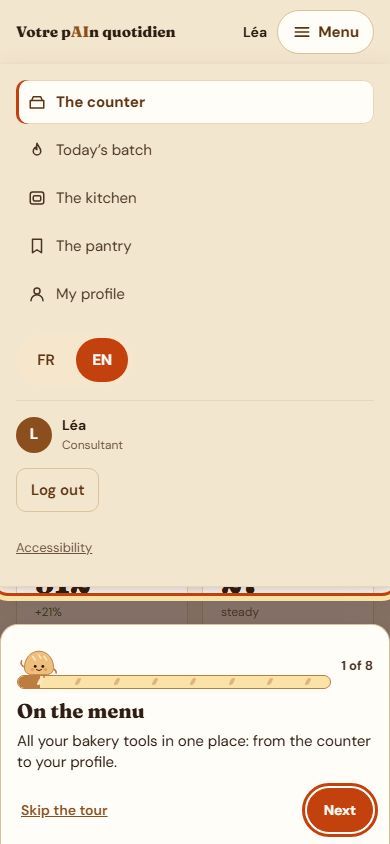 Votre pAIn quotidien
Léa
Menu
The counter
Today’s batch
The kitchen
The pantry
My profile
FR
EN
L
Léa
Consultant
Log out
Accessibility
+21%
steady
1 of 8
On the menu
All your bakery tools in one place: from the counter
to your profile.
Skip the tour
Next